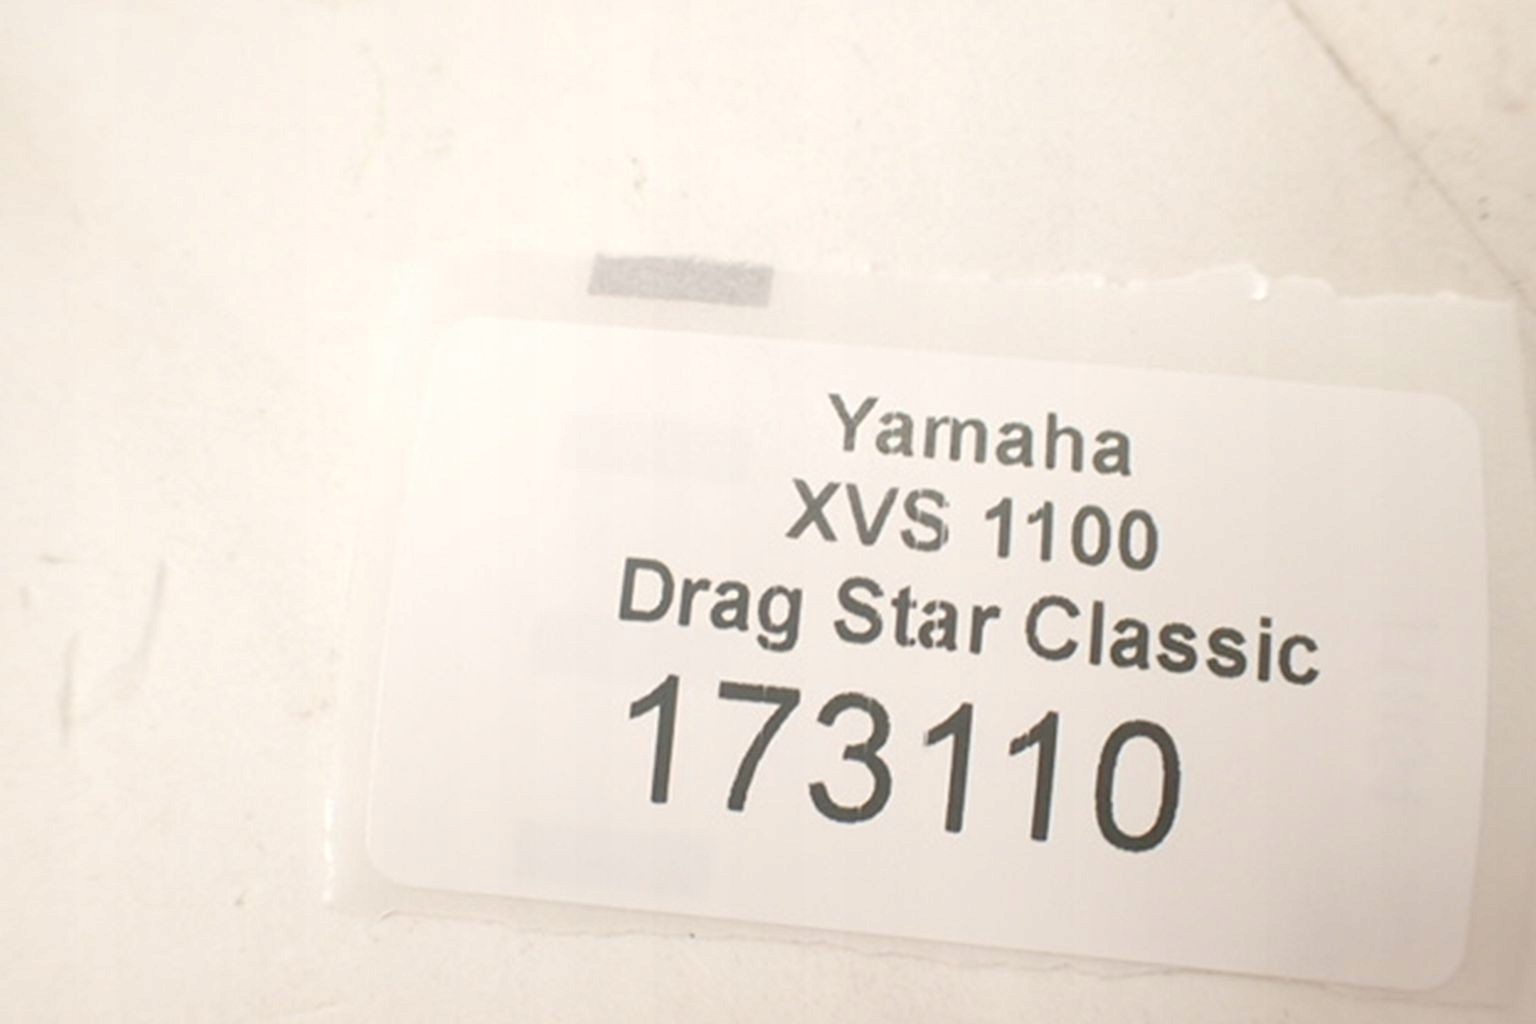 Yamaha
XVS 1100
Drag Star Classic
173110